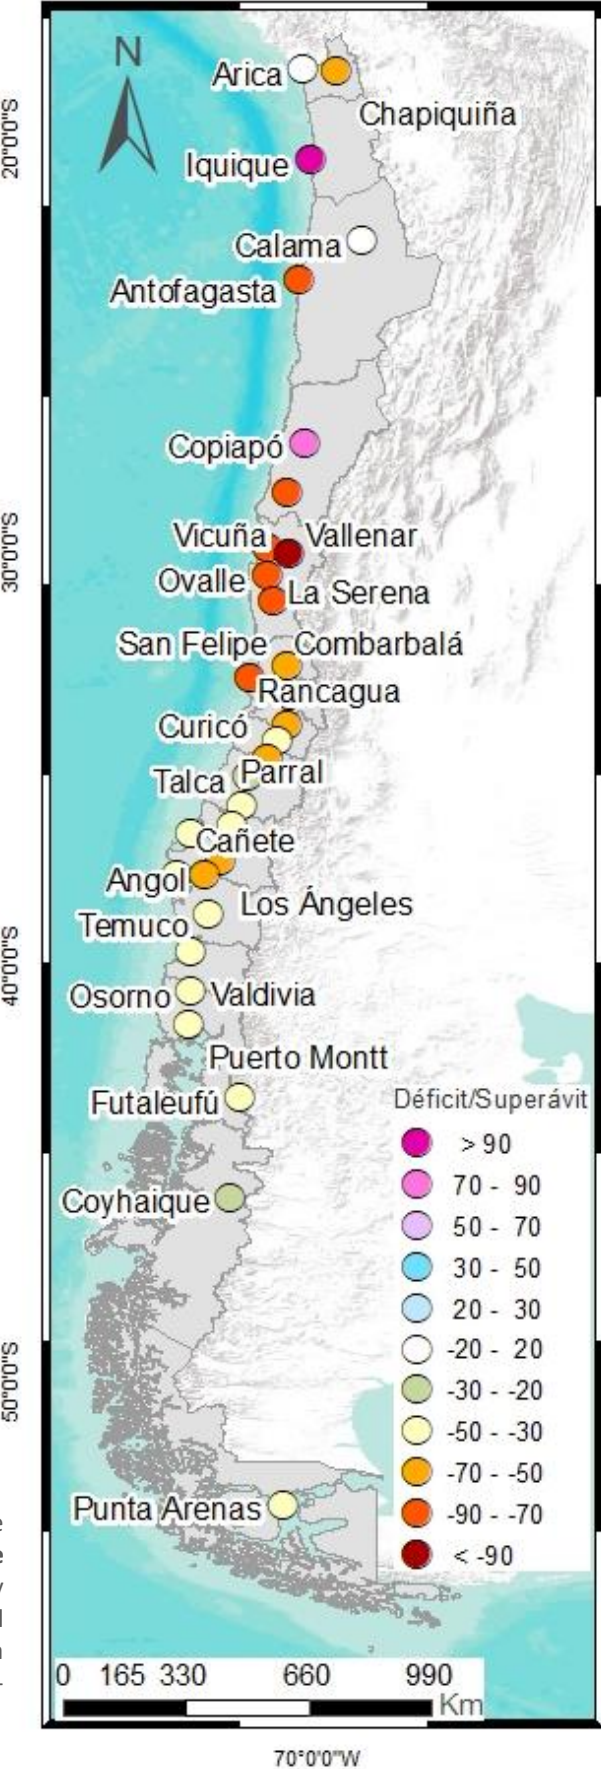 N
Arica
Chapiquiña
20°0'0"S
Iquique
Calama
Antofagasta
Copiapó
Vicuña Vallenar
30°0'0"S
Ovalle La Serena
San Felipe Combarbalá
Rancagua
Curicó
Talca Parral
Cañete
Angol
Los Ángeles
Temuco
40°0'0"S
Osorno Valdivia
Puerto Montt
Futaleufú
Déficit/Superávit
> 90
70 - 90
Coyhaique
50 - 70
30 - 50
20 - 30
-20 - 20
50°0'0"S
-30 - -20
-50 - -30
-70 - -50
Punta Arenas
-90 - -70
< -90
0 165 330 660 990
Km
70°0'0"W